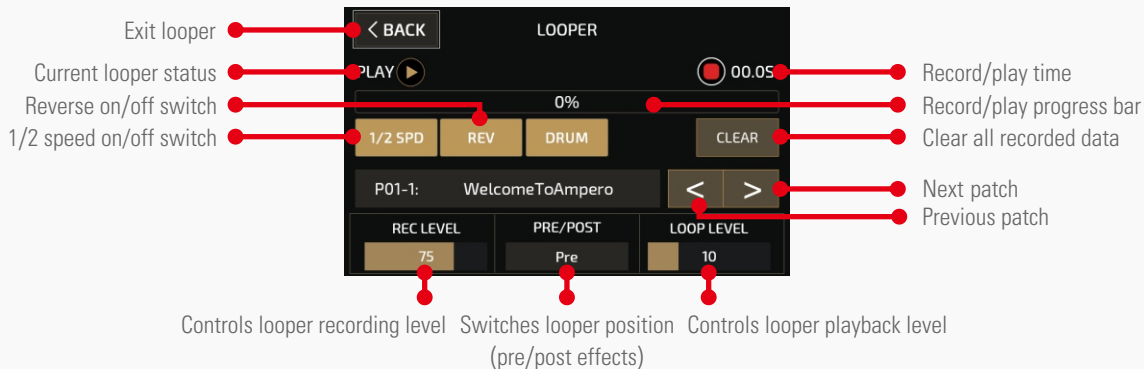 Exit looper
< BACK
LOOPER
Current looper status
PLAY
00.0S
Record/play time
Reverse on/off switch
0%
Record/play progress bar
1/2 speed on/off switch
1/2 SPD
REV
DRUM
CLEAR
Clear all recorded data
P01-1: WelcomeToAmpero
< >
Next patch
Previous patch
REC LEVEL
PRE/POST
LOOP LEVEL
75
Pre
10
Controls looper recording level
Switches looper position
(pre/post effects)
Controls looper playback level